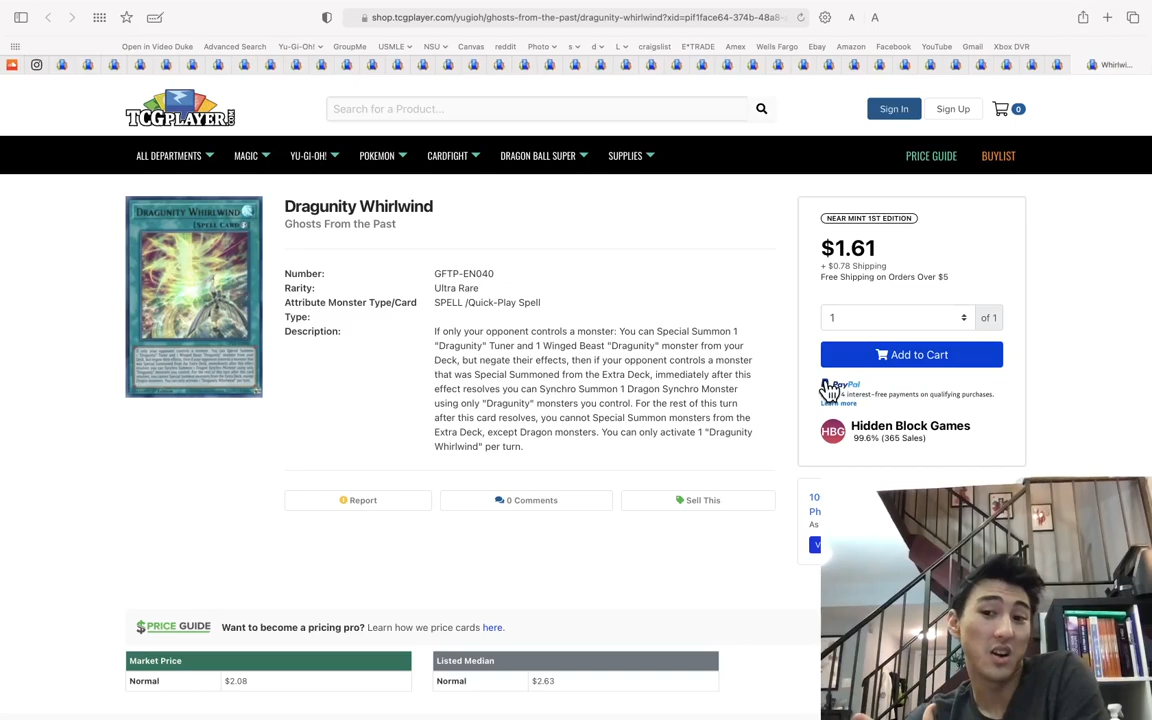 shop.tcgplayer.com/yugioh/ghosts-from-the-past/dragunity-whirlwind?xid=pif1face64-374b-48a8-
A A
Open in Video Duke Advanced Search Yu-Gi-Oh! GroupMe USMLE NSU Canvas reddit Photo s d L craigslist E*TRADE Amex Wells Fargo Ebay Amazon Facebook YouTube Gmail Xbox DVR
Whirlwi...
TCGPLAYER.COM
Search for a Product...
Sign In Sign Up 0
ALL DEPARTMENTS MAGIC YU-GI-OH! POKEMON CARDFIGHT DRAGON BALL SUPER SUPPLIES PRICE GUIDE BUYLIST
DRAGUNITY WHIRLWIND
[SPELL CARD]
Dragunity Whirlwind
Ghosts From the Past
Number: GFTP-EN040
Rarity: Ultra Rare
Attribute Monster Type/Card SPELL /Quick-Play Spell
Type:
Description: If only your opponent controls a monster: You can Special Summon 1
"Dragunity" Tuner and 1 Winged Beast "Dragunity" monster from your
Deck, but negate their effects, then if your opponent controls a monster
that was Special Summoned from the Extra Deck, immediately after this
effect resolves you can Synchro Summon 1 Dragon Synchro Monster
using only "Dragunity" monsters you control. For the rest of this turn
after this card resolves, you cannot Special Summon monsters from the
Extra Deck, except Dragon monsters. You can only activate 1 "Dragunity
Whirlwind" per turn.
Report 0 Comments Sell This
NEAR MINT 1ST EDITION
$1.61
+ $0.78 Shipping
Free Shipping on Orders Over $5
1 of 1
Add to Cart
PayPal
4 interest-free payments on qualifying purchases.
Learn more
HBG Hidden Block Games
99.6% (365 Sales)
10
Ph
As
V
PRICE GUIDE Want to become a pricing pro? Learn how we price cards here.
Market Price
Normal $2.08
Listed Median
Normal $2.63